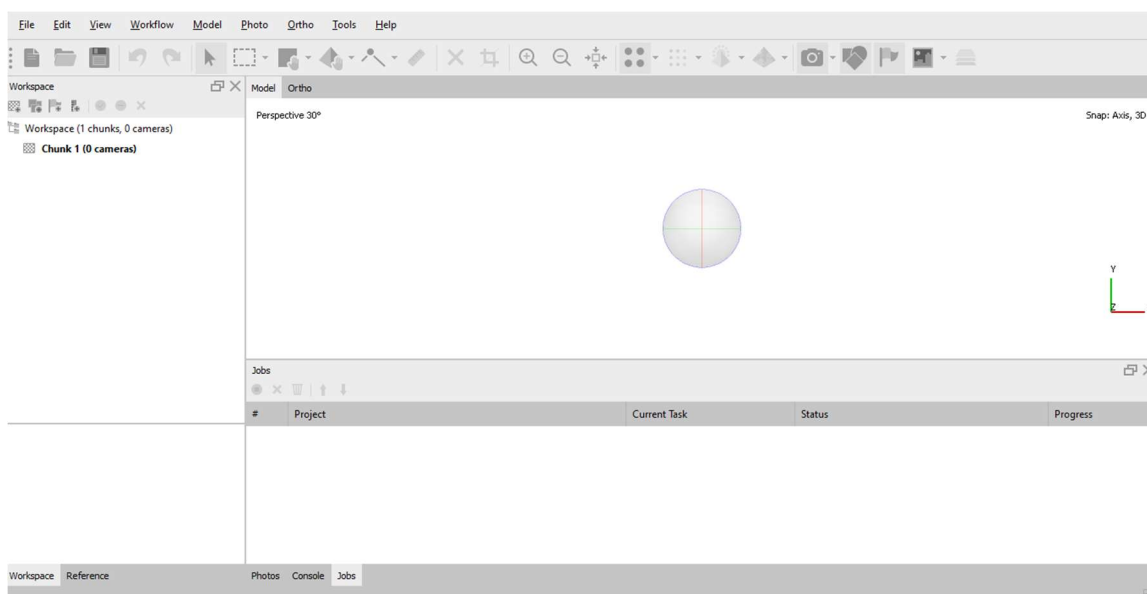 File Edit View Workflow Model Photo Ortho Tools Help
Workspace
Workspace (1 chunks, 0 cameras)
Chunk 1 (0 cameras)
Model Ortho
Perspective 30°
Snap: Axis, 3D
Y
Z
Jobs
# Project Current Task Status Progress
Workspace Reference
Photos Console Jobs